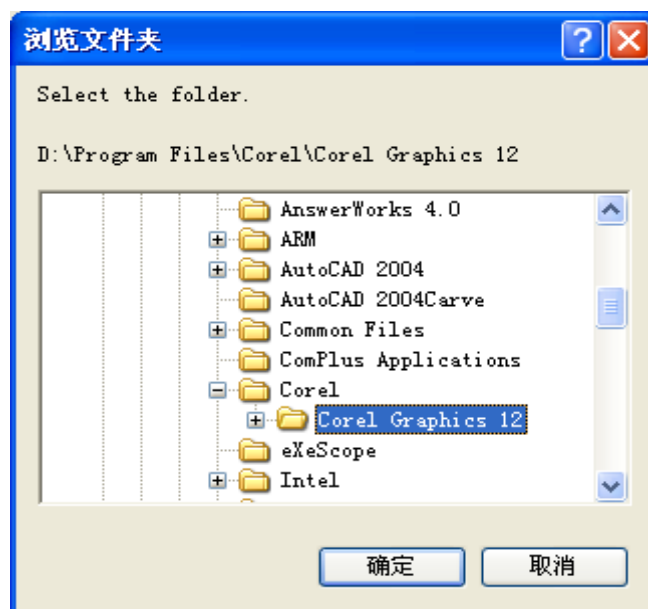 浏览文件夹
Select the folder.
D:\Program Files\Corel\Corel Graphics 12
AnswerWorks 4.0
ARM
AutoCAD 2004
AutoCAD 2004Carve
Common Files
ComPlus Applications
Corel
Corel Graphics 12
eXeScope
Intel
确定 取消